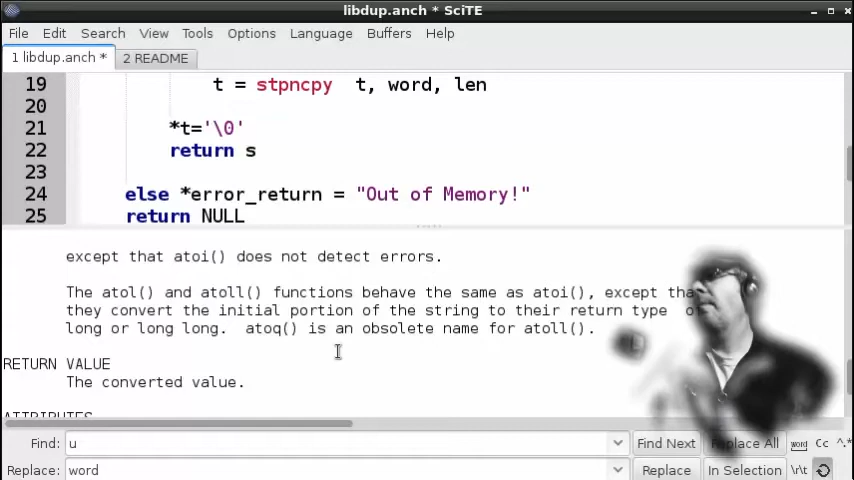 libdup.anch * SciTE
File Edit Search View Tools Options Language Buffers Help
1 libdup.anch * 2 README
19 t = stpncpy t, word, len
20
21 *t='\0'
22 return s
23
24 else *error_return = "Out of Memory!"
25 return NULL
except that atoi() does not detect errors.
The atol() and atoll() functions behave the same as atoi(), except tha
they convert the initial portion of the string to their return type o
long or long long. atoq() is an obsolete name for atoll().
RETURN VALUE
The converted value.
ATTRIBUTES
Find: u Find Next Replace All word Cc ^.*
Replace: word Replace In Selection \r\t